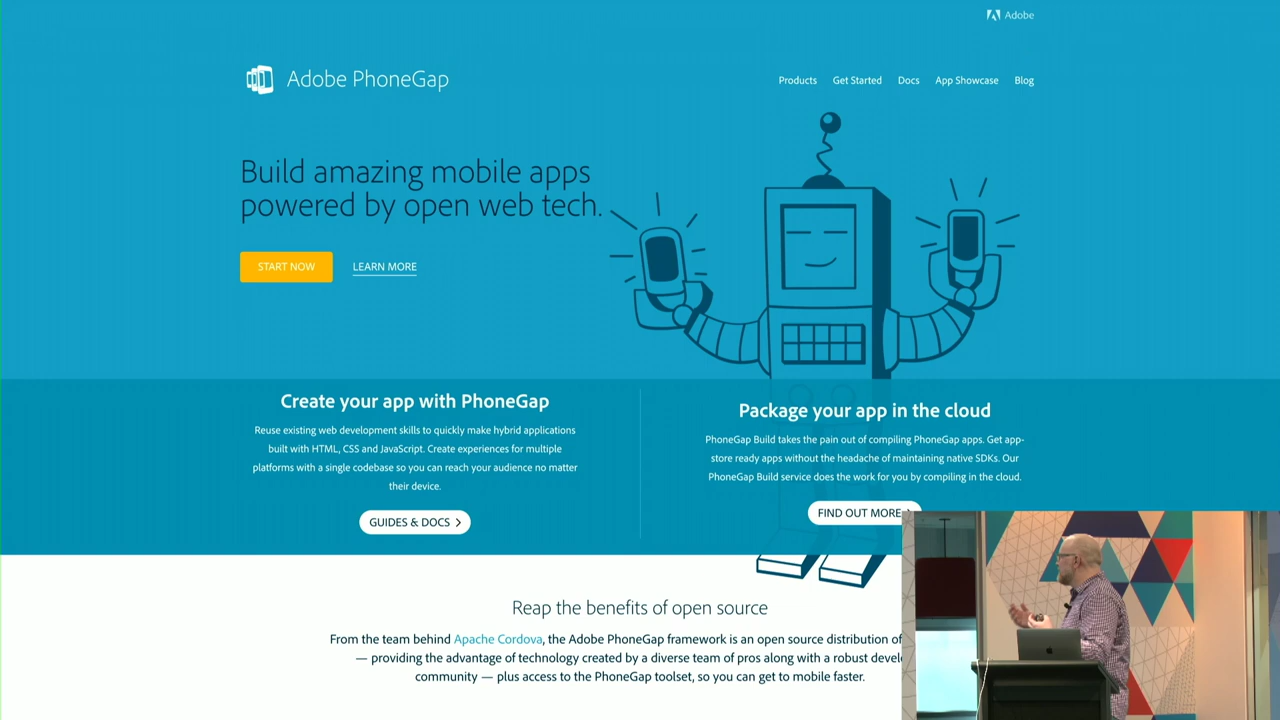 Adobe
Adobe PhoneGap
Products Get Started Docs App Showcase Blog
Build amazing mobile apps
powered by open web tech.
START NOW LEARN MORE
Create your app with PhoneGap
Reuse existing web development skills to quickly make hybrid applications
built with HTML, CSS and JavaScript. Create experiences for multiple
platforms with a single codebase so you can reach your audience no matter
their device.
GUIDES & DOCS
Package your app in the cloud
PhoneGap Build takes the pain out of compiling PhoneGap apps. Get app-
store ready apps without the headache of maintaining native SDKs. Our
PhoneGap Build service does the work for you by compiling in the cloud.
FIND OUT MORE
Reap the benefits of open source
From the team behind Apache Cordova, the Adobe PhoneGap framework is an open source distribution of
— providing the advantage of technology created by a diverse team of pros along with a robust
community — plus access to the PhoneGap toolset, so you can get to mobile faster.